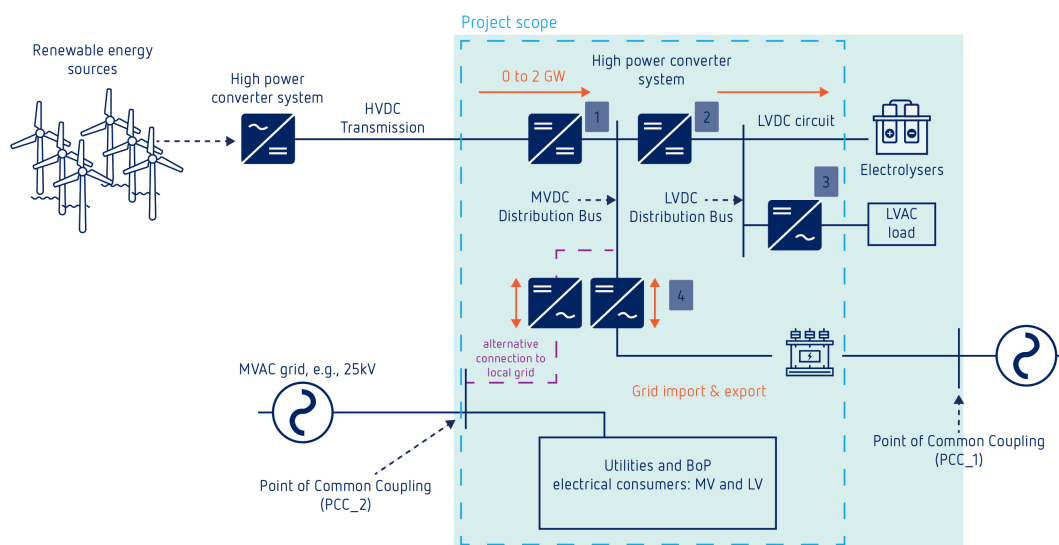 Project scope
Renewable energy
sources
High power
converter system
HVDC
Transmission
0 to 2 GW
High power converter
system
1
2
LVDC circuit
Electrolysers
3
MVDC
Distribution Bus
LVDC
Distribution Bus
LVAC
load
4
alternative
connection to
local grid
MVAC grid, e.g., 25kV
Grid import & export
Point of Common Coupling
(PCC_1)
Utilities and BoP
electrical consumers: MV and LV
Point of Common Coupling
(PCC_2)